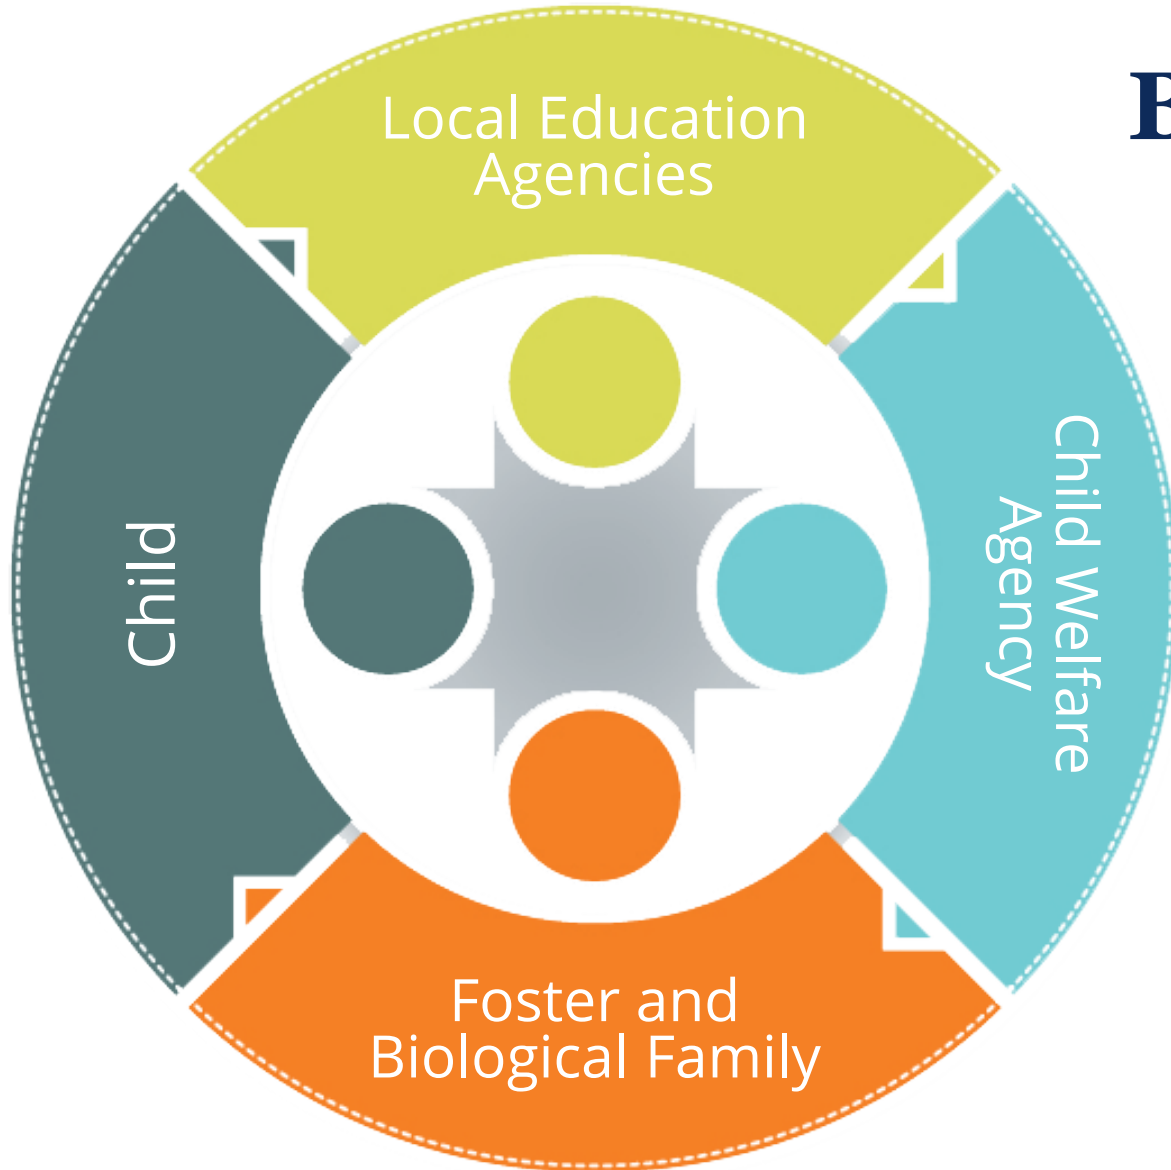 Local Education
Agencies
Child Welfare
Agency
Foster and
Biological Family
Child